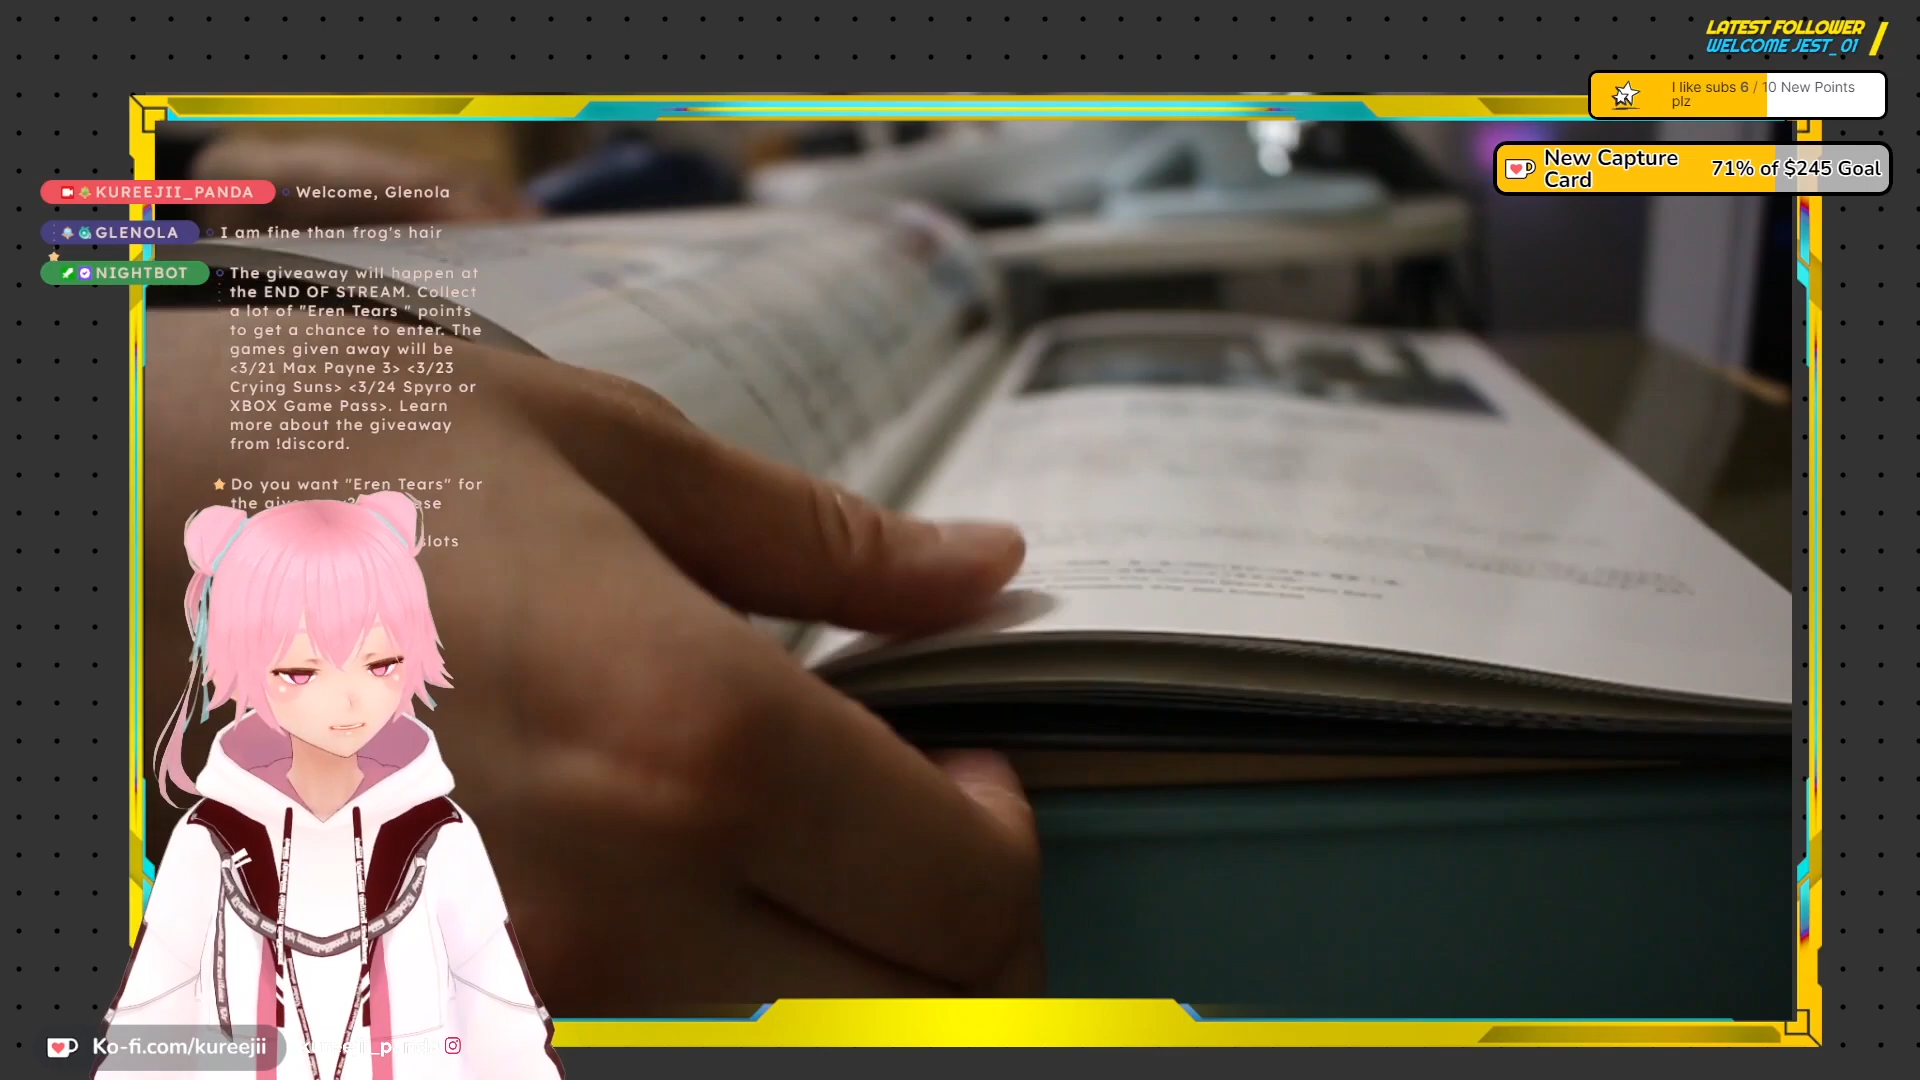 LATEST FOLLOWER
WELCOME JEST_01
I like subs 6 / 10 New Points
plz
New Capture
Card
71% of $245 Goal
KUREEJII_PANDA Welcome, Glenola
GLENOLA I am fine than frog's hair
NIGHTBOT The giveaway will happen at
the END OF STREAM. Collect
a lot of "Eren Tears " points
to get a chance to enter. The
games given away will be
<3/21 Max Payne 3> <3/23
Crying Suns> <3/24 Spyro or
XBOX Game Pass>. Learn
more about the giveaway
from !discord.
Do you want "Eren Tears" for
the
slots
Ko-fi.com/kureejii